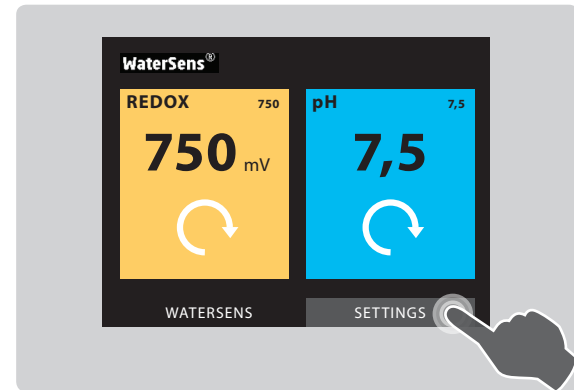 WaterSens®
REDOX 750
750 mV
pH 7,5
7,5
WATERSENS
SETTINGS